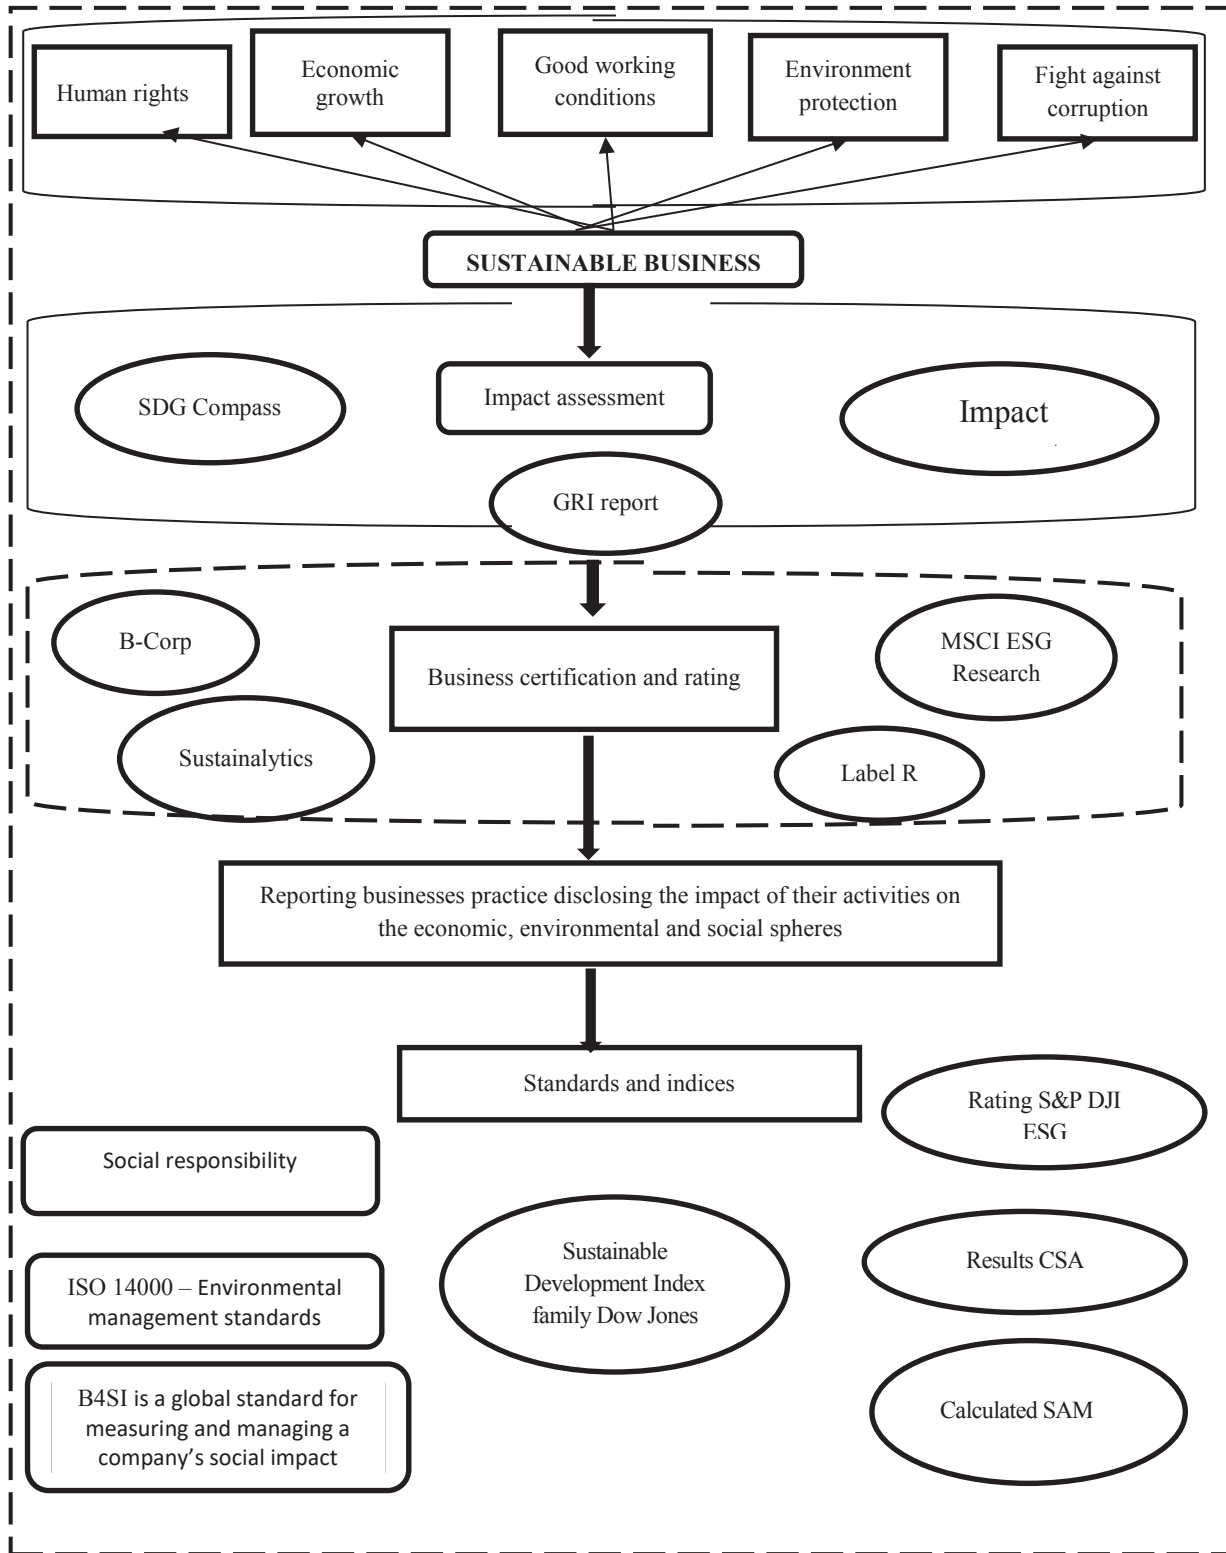 Human rights
Economic
growth
Good working
conditions
Environment
protection
Fight against
corruption
SUSTAINABLE BUSINESS
SDG Compass
Impact assessment
Impact
GRI report
B-Corp
Sustainalytics
Business certification and rating
MSCI ESG
Research
Label R
Reporting businesses practice disclosing the impact of their activities on
the economic, environmental and social spheres
Standards and indices
Social responsibility
ISO 14000 – Environmental
management standards
B4SI is a global standard for
measuring and managing a
company's social impact
Sustainable
Development Index
family Dow Jones
Rating S&P DJI
ESG
Results CSA
Calculated SAM